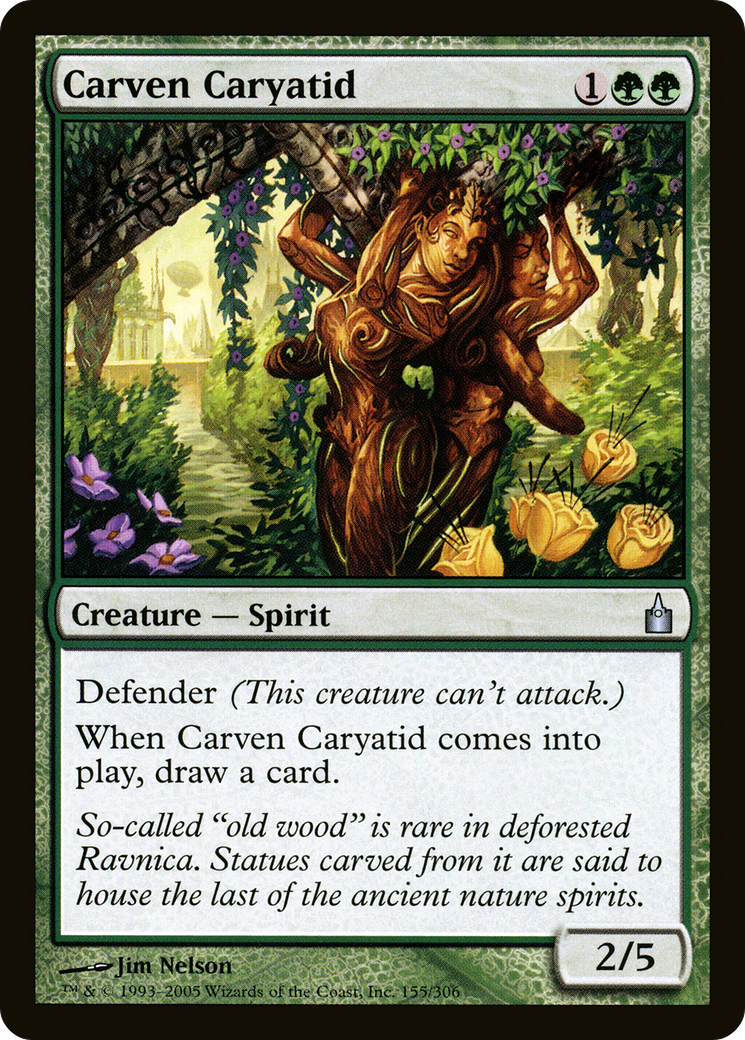 Carven Caryatid 1
Creature — Spirit
Defender (This creature can't attack.)
When Carven Caryatid comes into
play, draw a card.
So-called “old wood” is rare in deforested
Ravnica. Statues carved from it are said to
house the last of the ancient nature spirits.
2/5
Jim Nelson
™ & © 1993–2005 Wizards of the Coast, Inc. 155/306